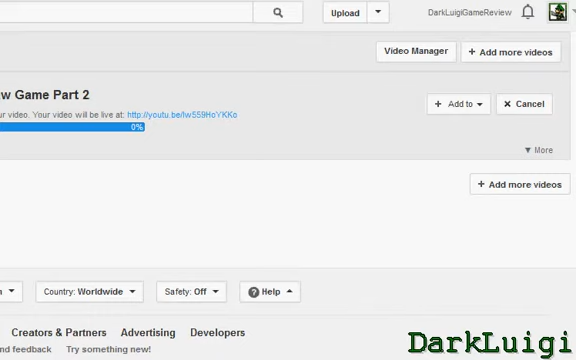 Upload
DarkLuigiGameReview
Video Manager
+ Add more videos
w Game Part 2
+ Add to
× Cancel
ur video. Your video will be live at: http://youtu.be/Iw559HoYKKo
0%
More
+ Add more videos
Country: Worldwide
Safety: Off
Help
Creators & Partners Advertising Developers
nd feedback Try something new!
DarkLuigi